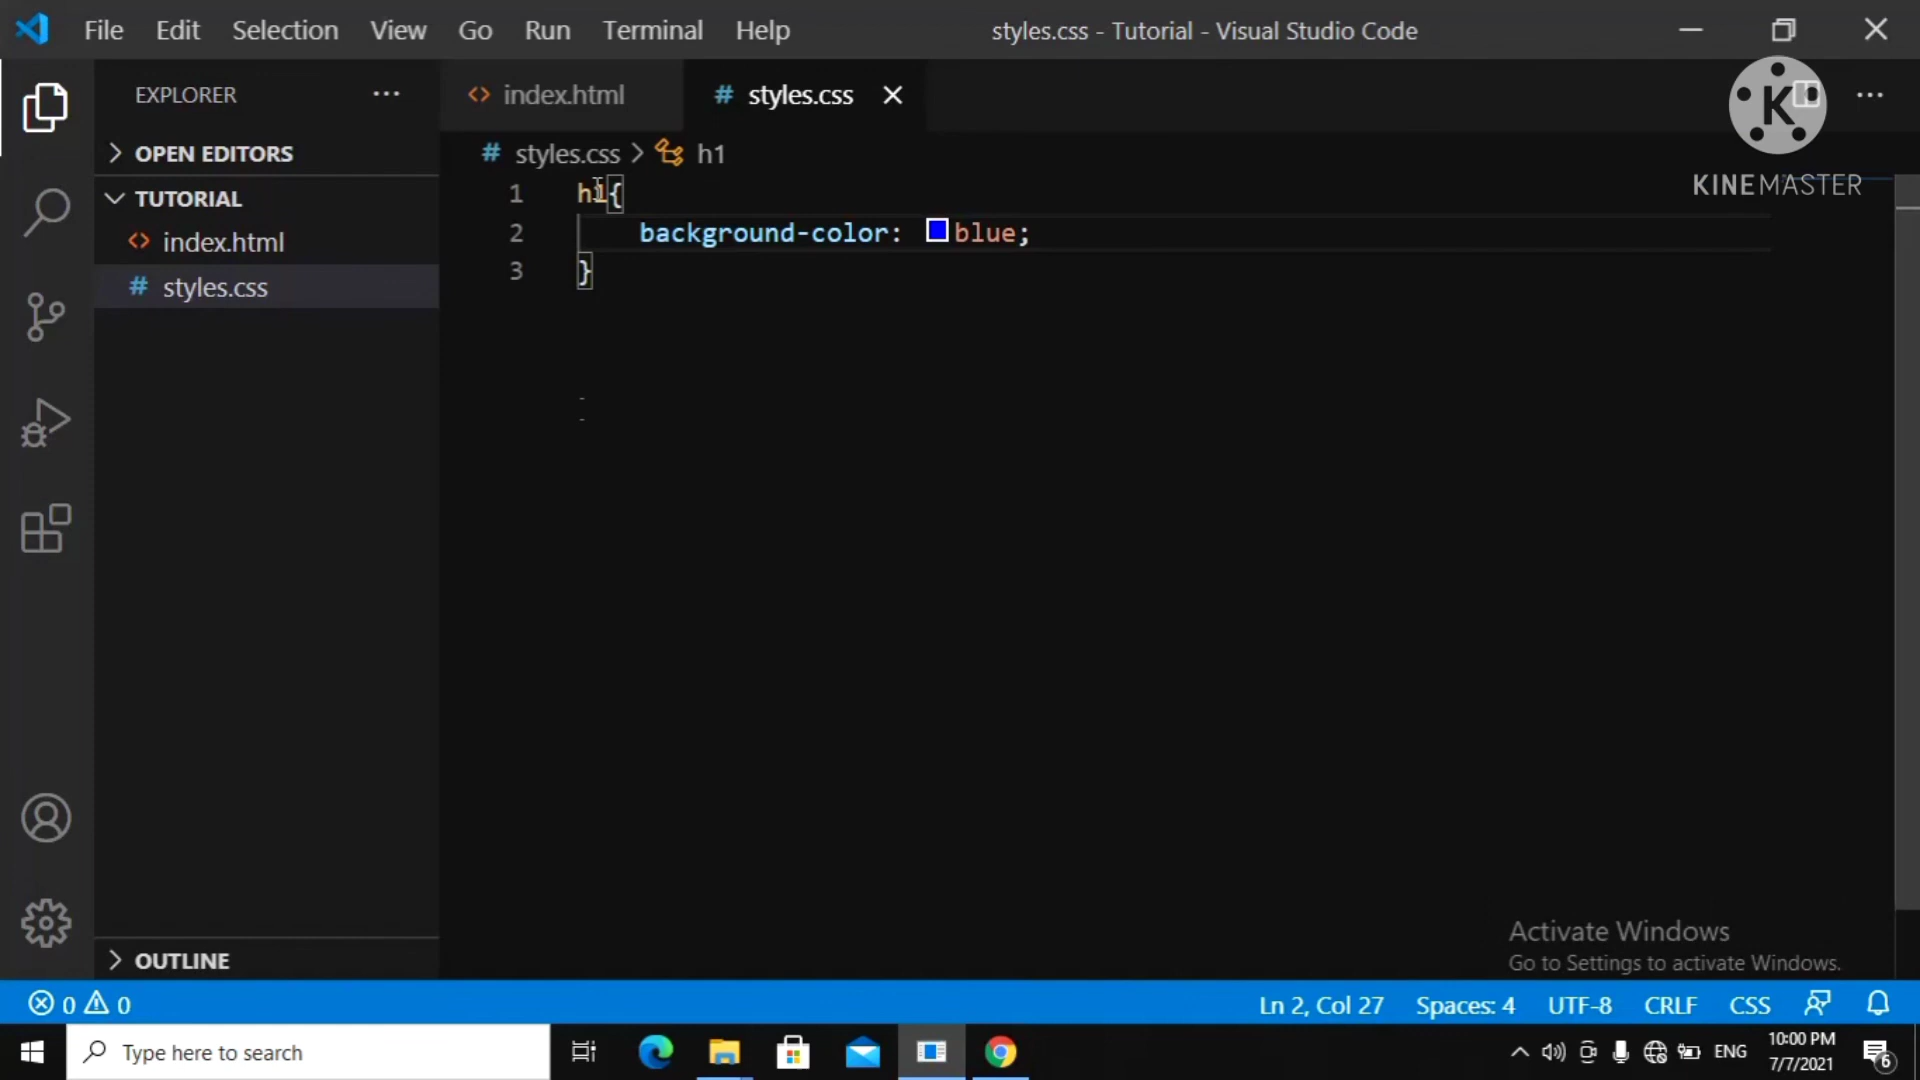 File Edit Selection View Go Run Terminal Help styles.css - Tutorial - Visual Studio Code
EXPLORER ... index.html # styles.css ...
K
KINEMASTER
OPEN EDITORS
# styles.css > h1
TUTORIAL
index.html
# styles.css
1 h1{
2 background-color: blue;
3 }
OUTLINE
Activate Windows
Go to Settings to activate Windows.
0 0 Ln 2, Col 27 Spaces: 4 UTF-8 CRLF CSS
Type here to search ENG 10:00 PM
7/7/2021
6